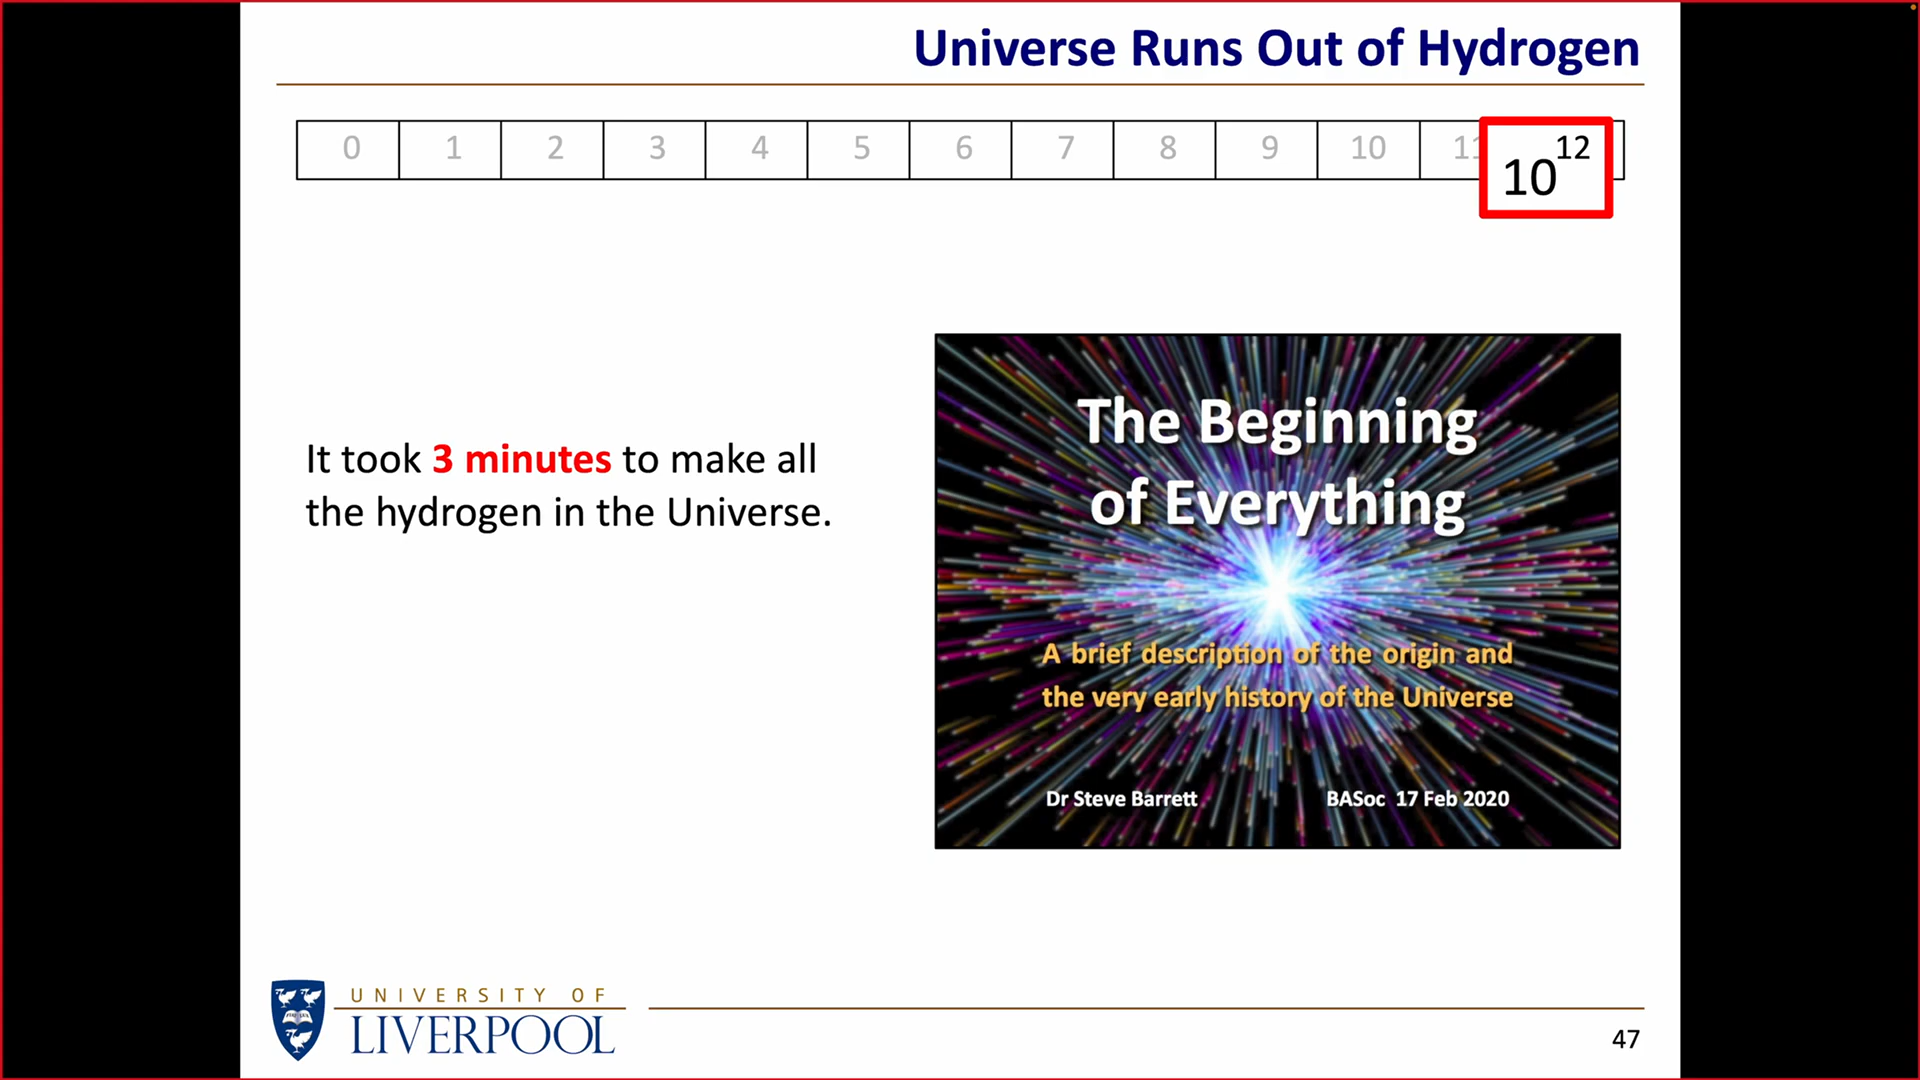 Universe Runs Out of Hydrogen
0 1 2 3 4 5 6 7 8 9 10 11 10¹²
It took 3 minutes to make all
the hydrogen in the Universe.
The Beginning
of Everything
A brief description of the origin and
the very early history of the Universe
Dr Steve Barrett BASoc 17 Feb 2020
UNIVERSITY OF
LIVERPOOL
47